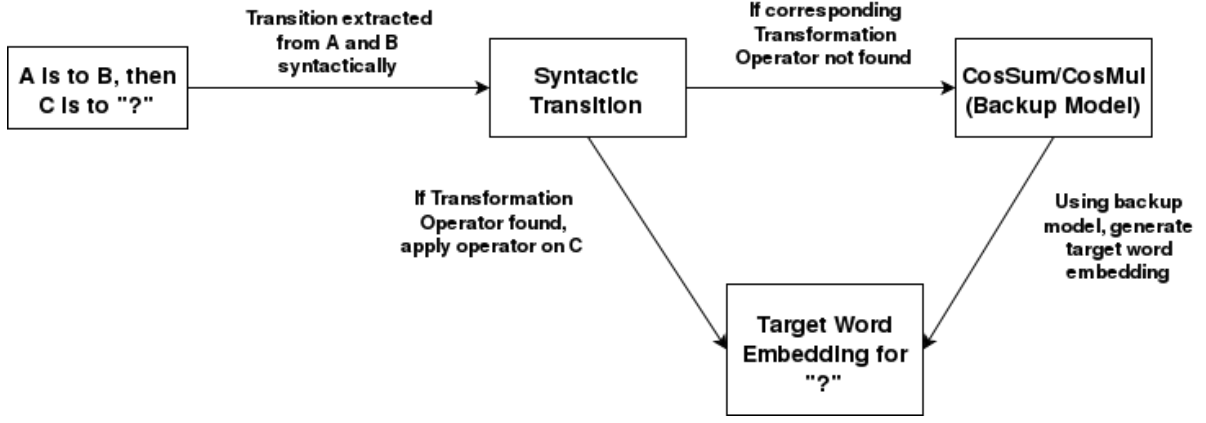 A is to B, then
C is to "?"
Transition extracted
from A and B
syntactically
Syntactic
Transition
If corresponding
Transformation
Operator not found
CosSum/CosMul
(Backup Model)
If Transformation
Operator found,
apply operator on C
Using backup
model, generate
target word
embedding
Target Word
Embedding for
"?"